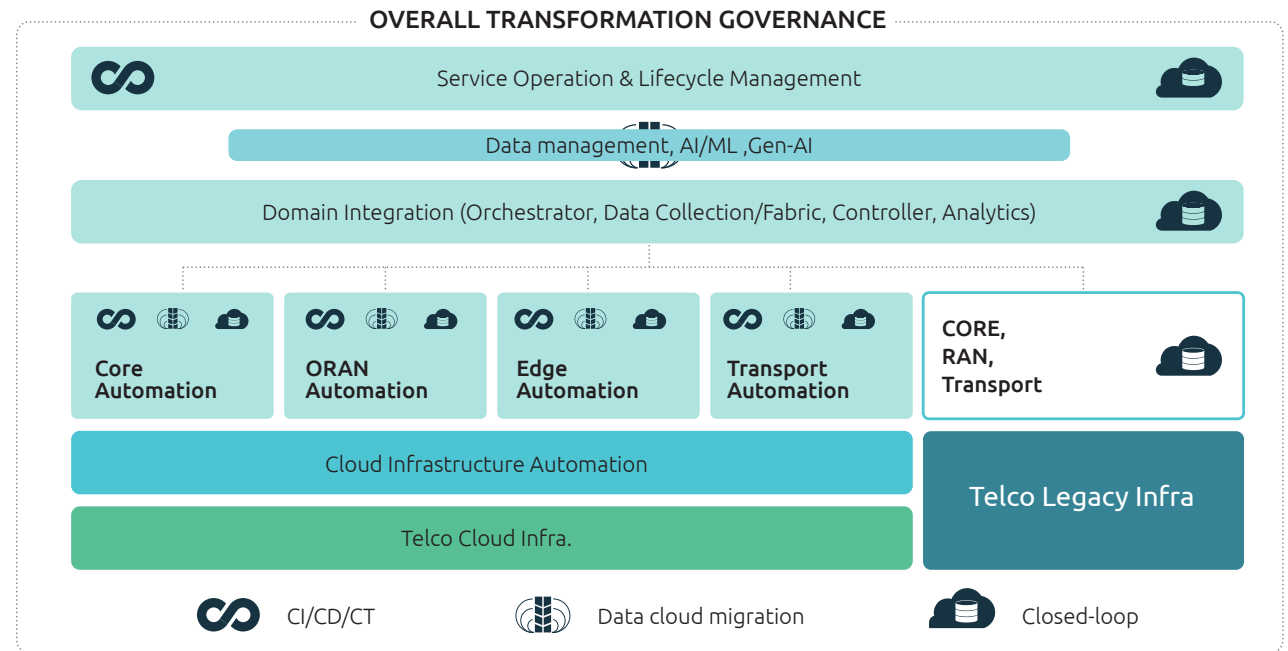 OVERALL TRANSFORMATION GOVERNANCE
Service Operation & Lifecycle Management
Data management, AI/ML ,Gen-AI
Domain Integration (Orchestrator, Data Collection/Fabric, Controller, Analytics)
Core
Automation
ORAN
Automation
Edge
Automation
Transport
Automation
CORE,
RAN,
Transport
Cloud Infrastructure Automation
Telco Legacy Infra
Telco Cloud Infra.
CI/CD/CT
Data cloud migration
Closed-loop